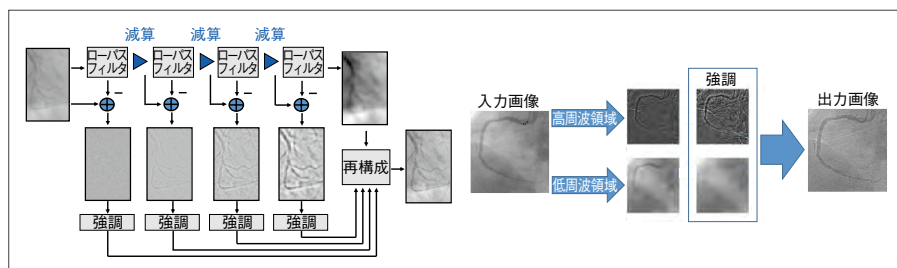 減算 減算 減算
ローパス
フィルタ
ローパス
フィルタ
ローパス
フィルタ
ローパス
フィルタ
−
−
−
−
再構成
強調
強調
強調
強調
入力画像
高周波領域
低周波領域
強調
出力画像